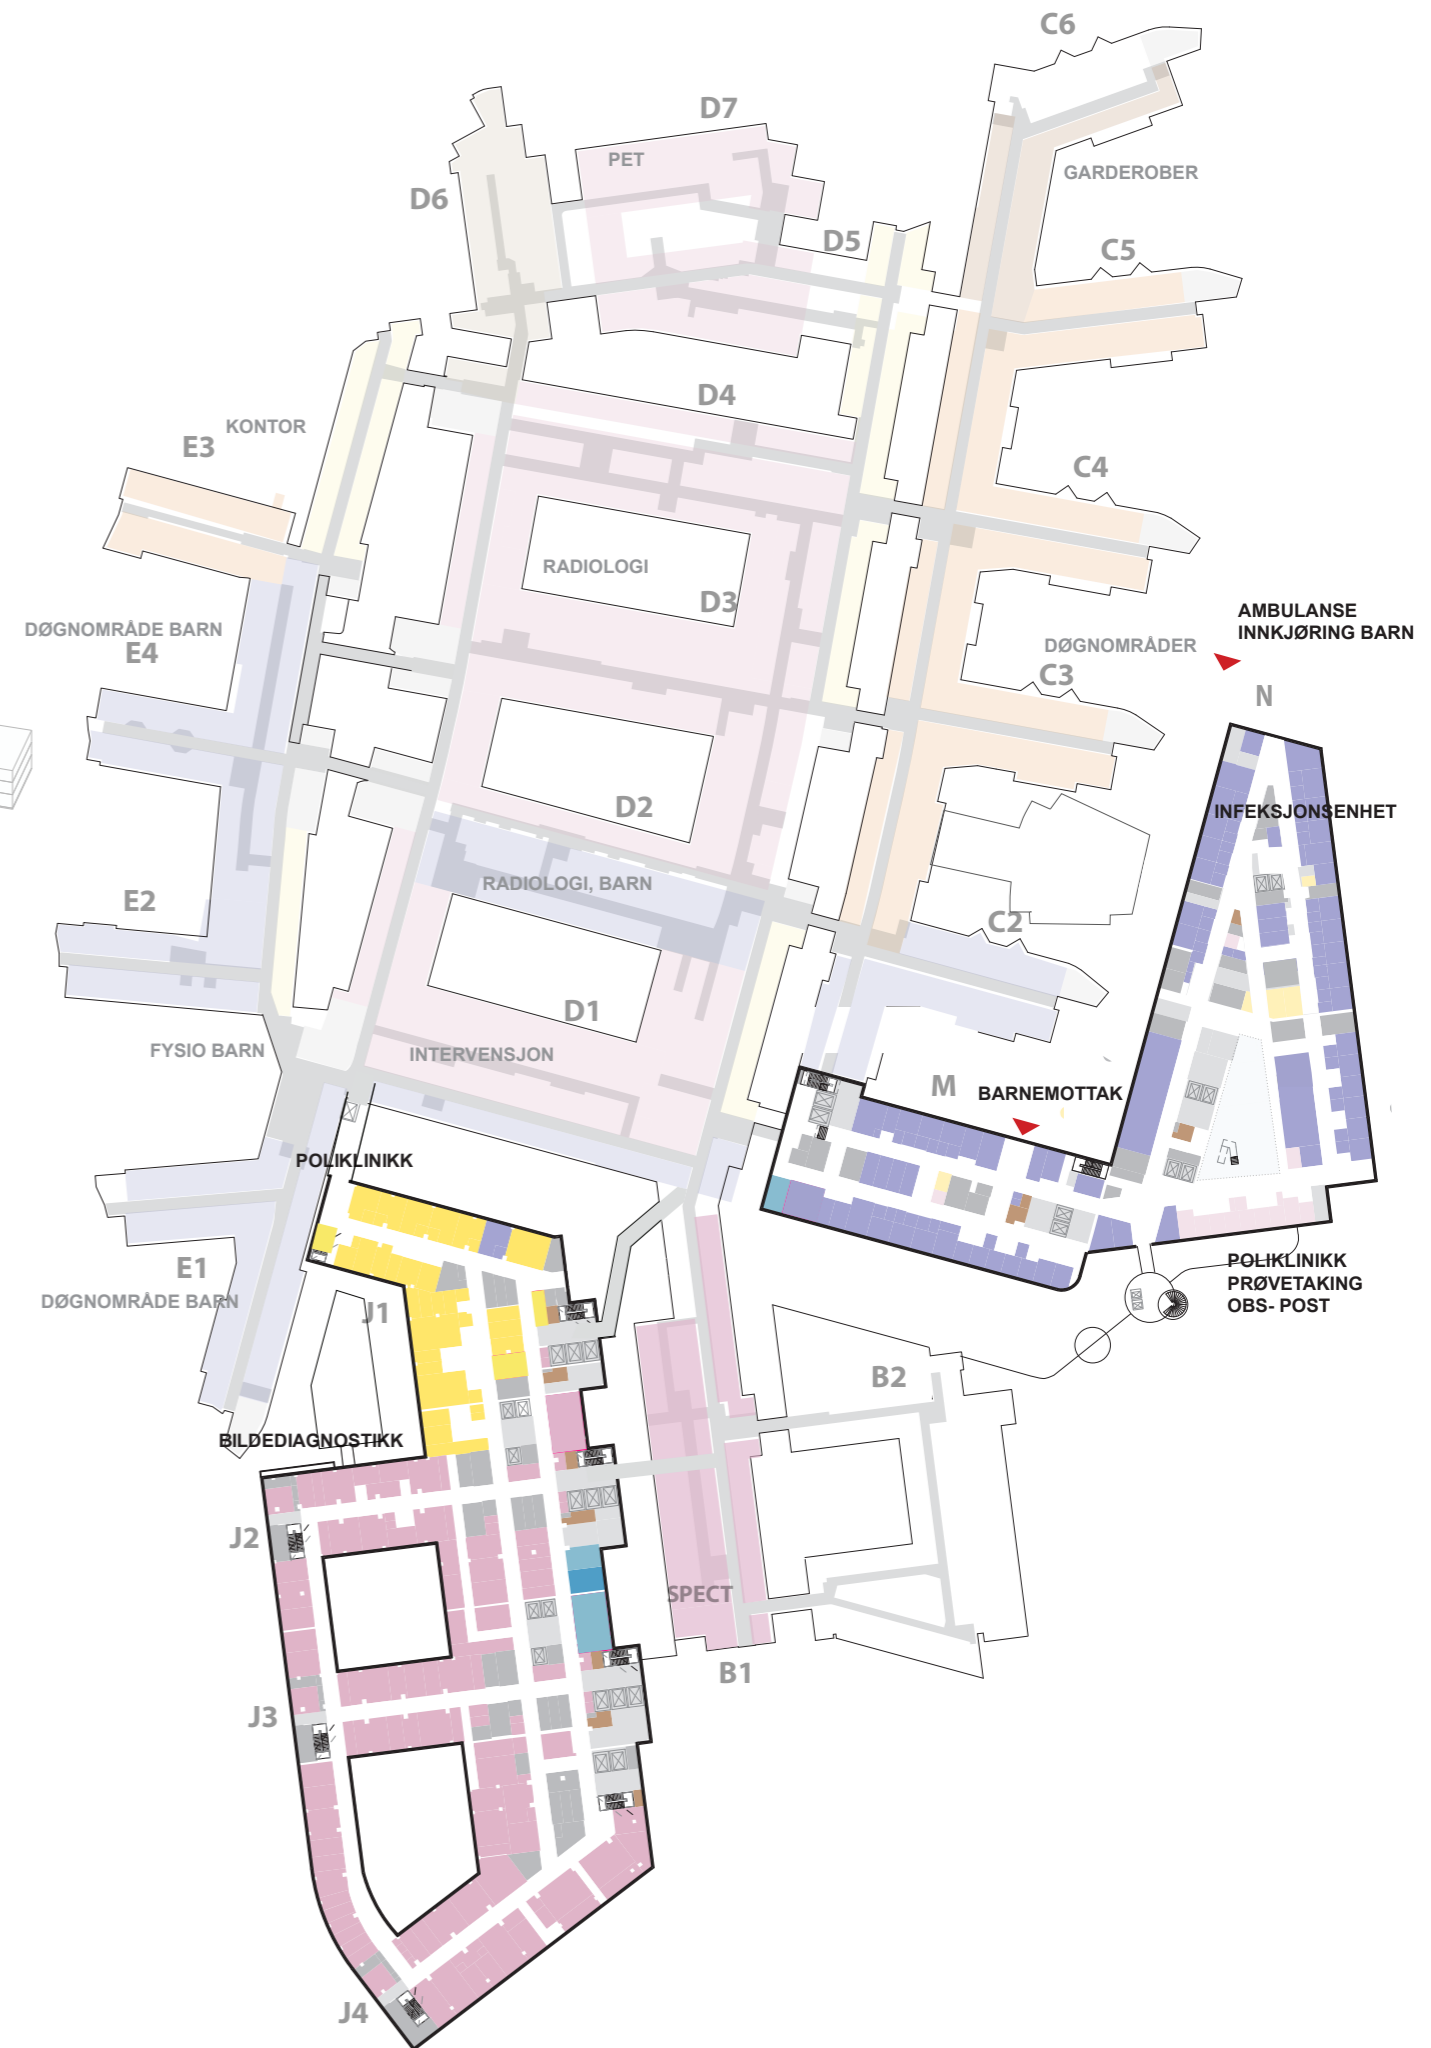 C6
D7
PET
GARDEROBER
D6
D5
C5
D4
KONTOR
E3
C4
RADIOLOGI
D3
AMBULANSE
INNKJØRING BARN
DØGNOMRÅDE BARN
E4
DØGNOMRÅDER
C3
N
D2
INFEKSJONSENHET
RADIOLOGI, BARN
E2
C2
D1
FYSIO BARN
INTERVENSJON
M
BARNEMOTTAK
POLIKLINIKK
E1
DØGNOMRÅDE BARN
J1
POLIKLINIKK
PRØVETAKING
OBS- POST
B2
BILDEDIAGNOSTIKK
J2
SPECT
B1
J3
J4